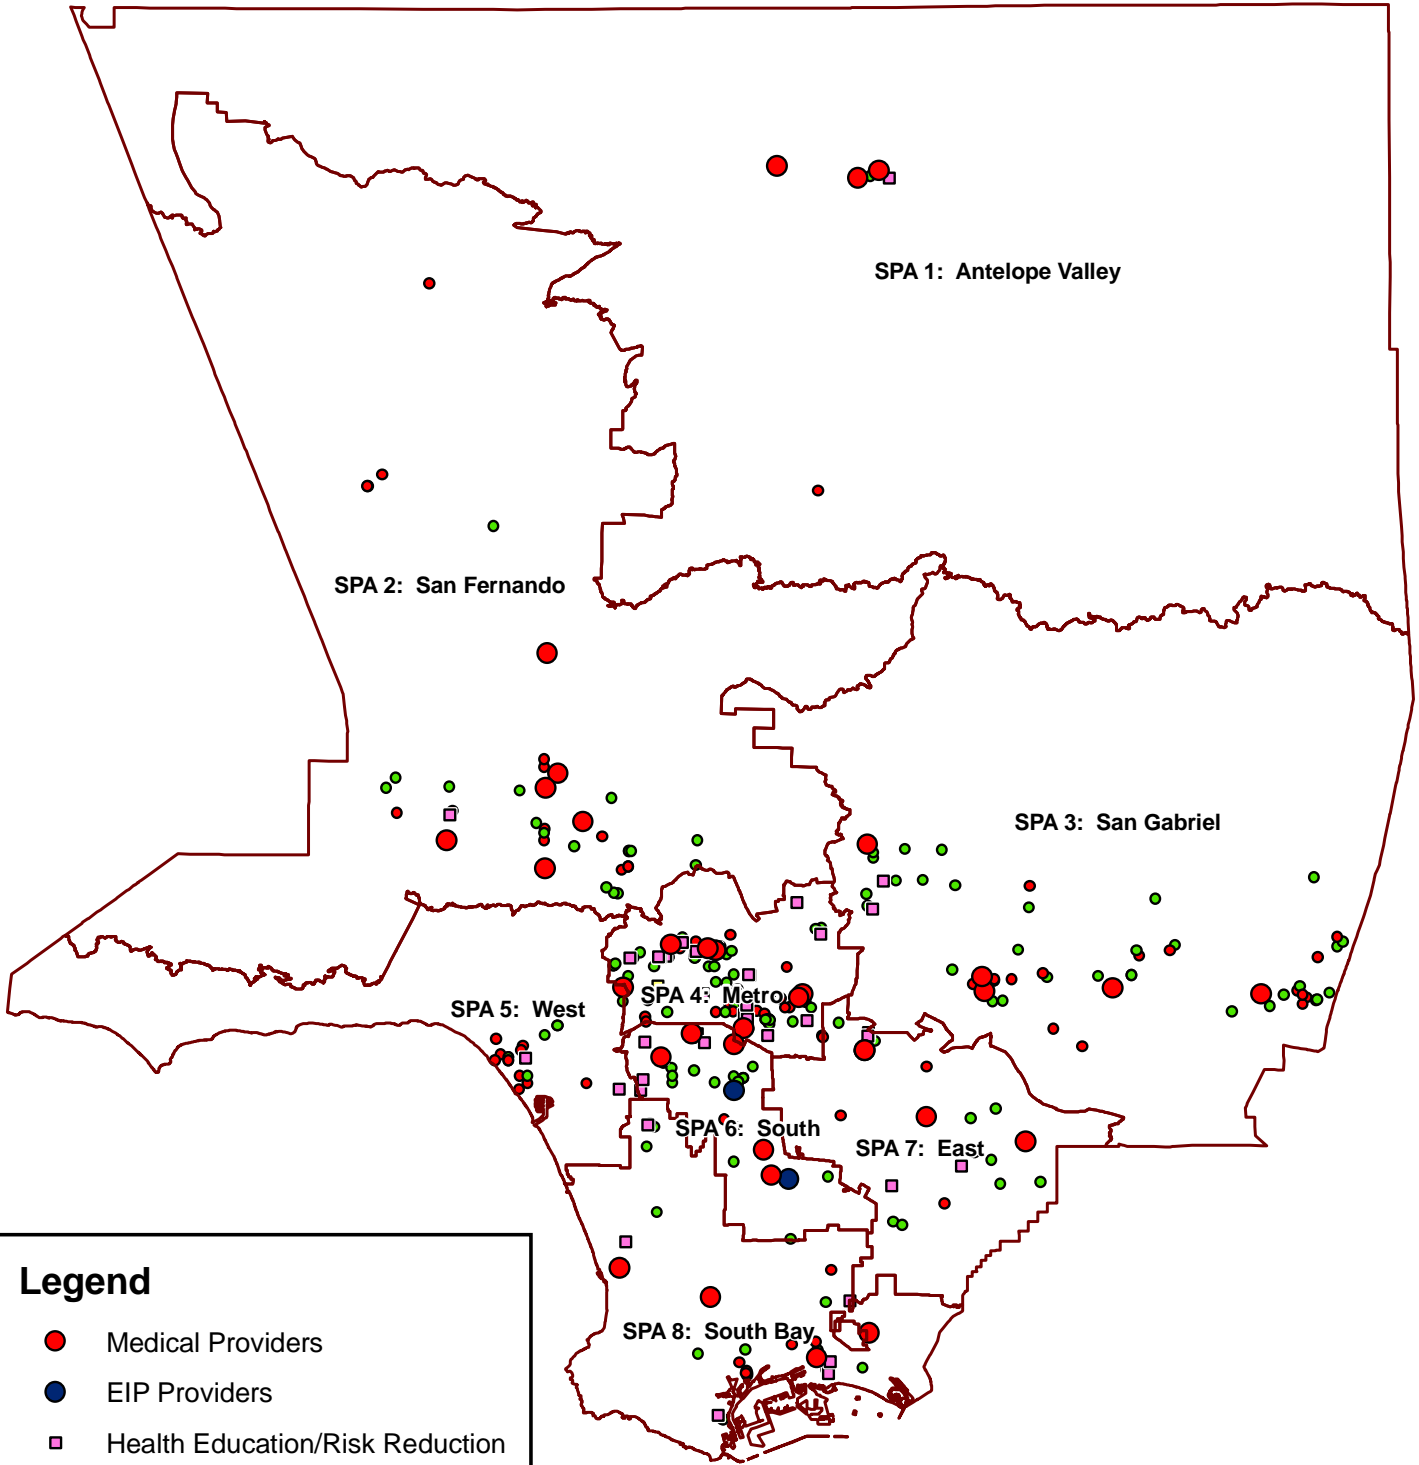 SPA 1: Antelope Valley
SPA 2: San Fernando
SPA 3: San Gabriel
SPA 4: Metro
SPA 5: West
SPA 6: South
SPA 7: East
SPA 8: South Bay
Legend
Medical Providers
EIP Providers
Health Education/Risk Reduction